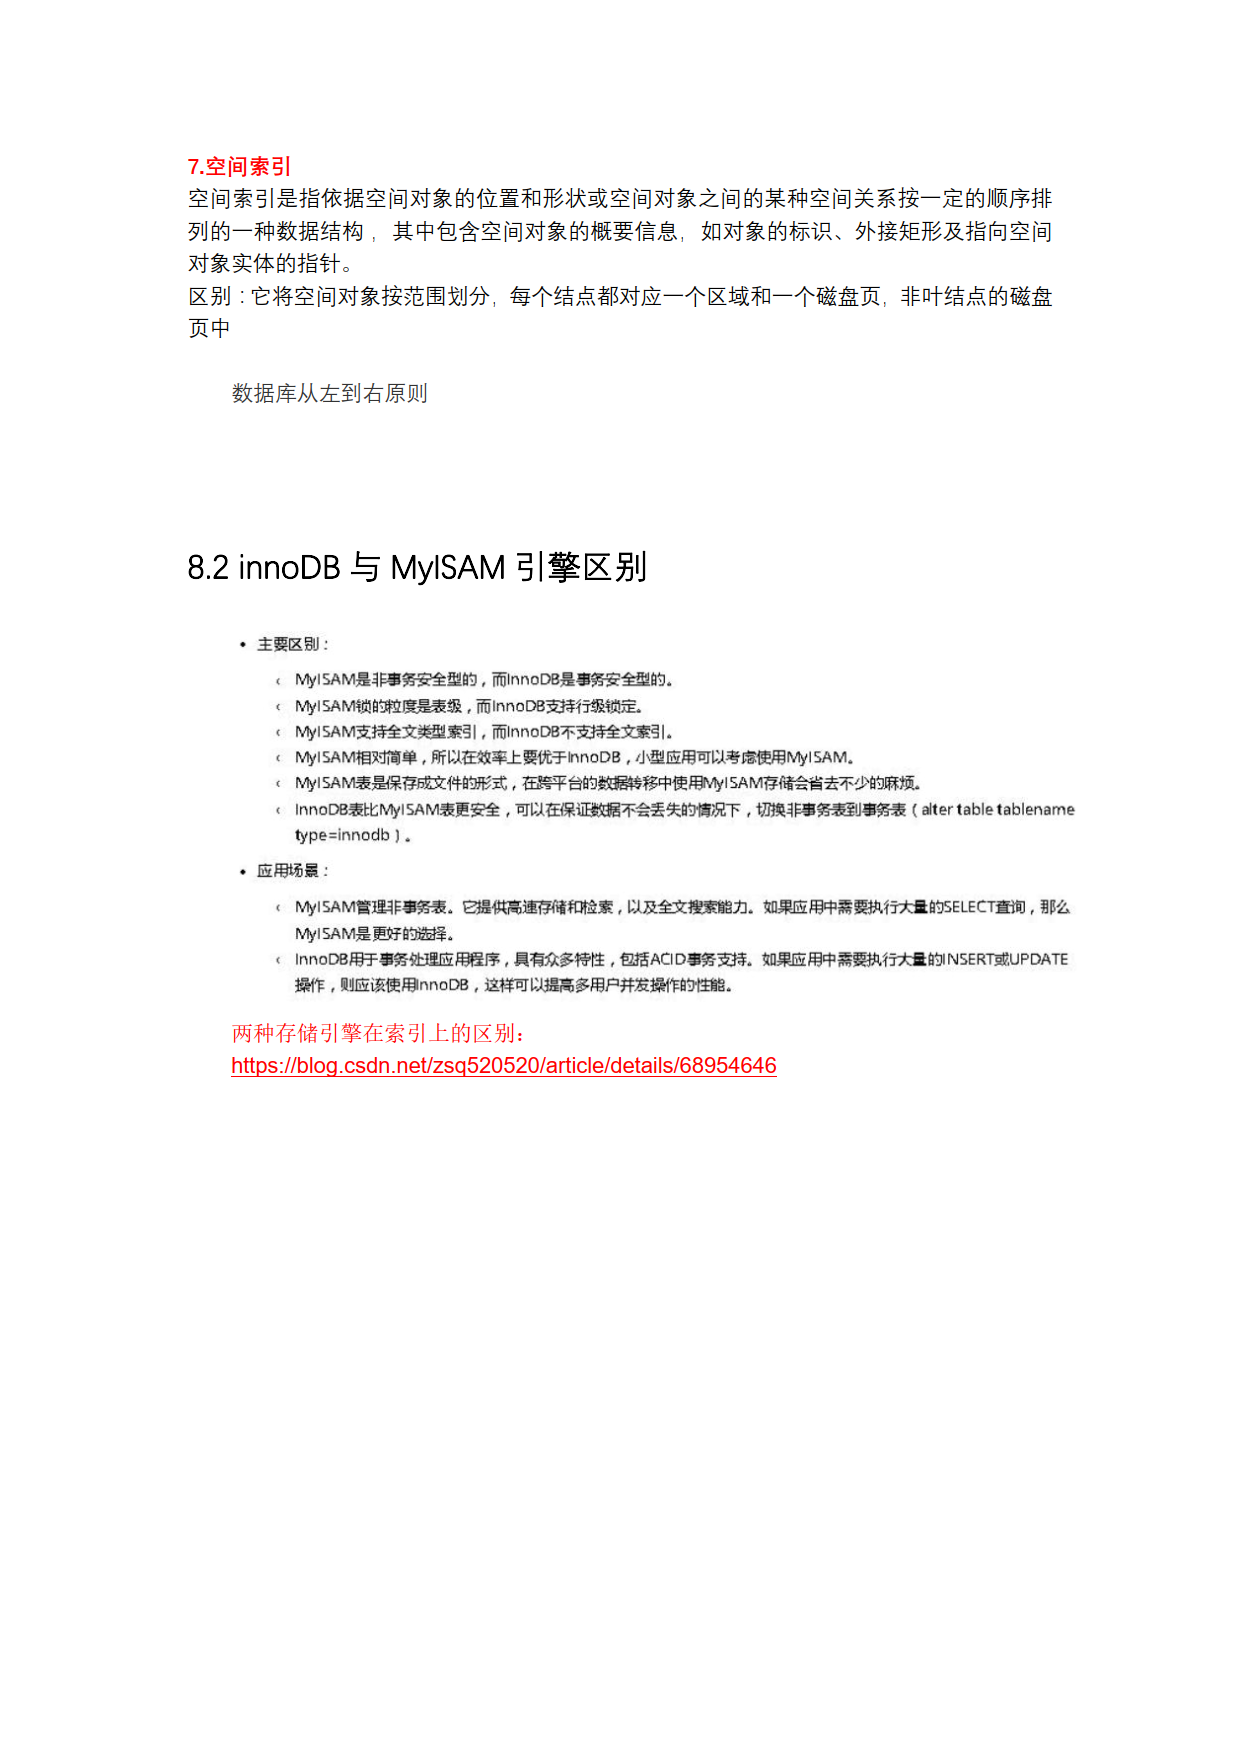 7.空间索引
空间索引是指依据空间对象的位置和形状或空间对象之间的某种空间关系按一定的顺序排
列的一种数据结构 ，其中包含空间对象的概要信息，如对象的标识、外接矩形及指向空间
对象实体的指针。
区别 : 它将空间对象按范围划分，每个结点都对应一个区域和一个磁盘页，非叶结点的磁盘
页中
数据库从左到右原则
8.2 innoDB 与 MyISAM 引擎区别
• 主要区别：
‹ MyISAM是非事务安全型的，而InnoDB是事务安全型的。
‹ MyISAM锁的粒度是表级，而InnoDB支持行级锁定。
‹ MyISAM支持全文类型索引，而InnoDB不支持全文索引。
‹ MyISAM相对简单，所以在效率上要优于InnoDB，小型应用可以考虑使用MyISAM。
‹ MyISAM表是保存成文件的形式，在跨平台的数据转移中使用MyISAM存储会省去不少的麻烦。
‹ InnoDB表比MyISAM表更安全，可以在保证数据不会丢失的情况下，切换非事务表到事务表（alter table tablename
type=innodb）。
• 应用场景：
‹ MyISAM管理非事务表。它提供高速存储和检索，以及全文搜索能力。如果应用中需要执行大量的SELECT查询，那么
MyISAM是更好的选择。
‹ InnoDB用于事务处理应用程序，具有众多特性，包括ACID事务支持。如果应用中需要执行大量的INSERT或UPDATE
操作，则应该使用InnoDB，这样可以提高多用户并发操作的性能。
两种存储引擎在索引上的区别：
https://blog.csdn.net/zsq520520/article/details/68954646